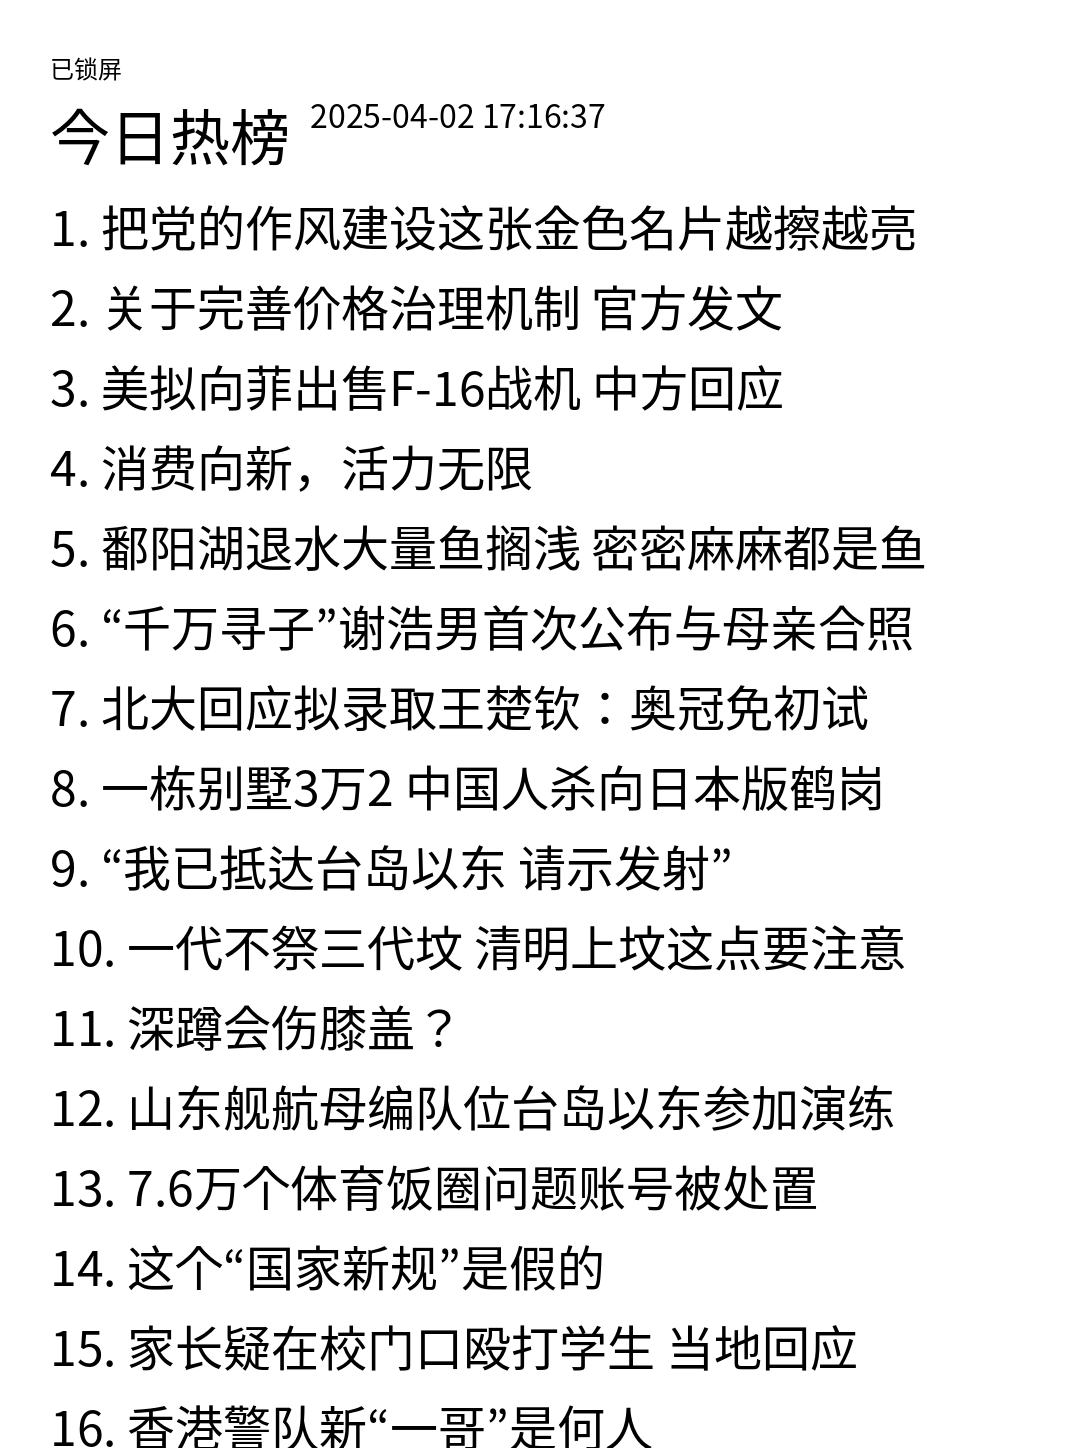 已锁屏
今日热榜 2025-04-02 17:16:37
1. 把党的作风建设这张金色名片越擦越亮
2. 关于完善价格治理机制 官方发文
3. 美拟向菲出售F-16战机 中方回应
4. 消费向新，活力无限
5. 鄱阳湖退水大量鱼搁浅 密密麻麻都是鱼
6. “千万寻子”谢浩男首次公布与母亲合照
7. 北大回应拟录取王楚钦：奥冠免初试
8. 一栋别墅3万2 中国人杀向日本版鹤岗
9. “我已抵达台岛以东 请示发射”
10. 一代不祭三代坟 清明上坟这点要注意
11. 深蹲会伤膝盖？
12. 山东舰航母编队位台岛以东参加演练
13. 7.6万个体育饭圈问题账号被处置
14. 这个“国家新规”是假的
15. 家长疑在校门口殴打学生 当地回应
16. 香港警队新“一哥”是何人